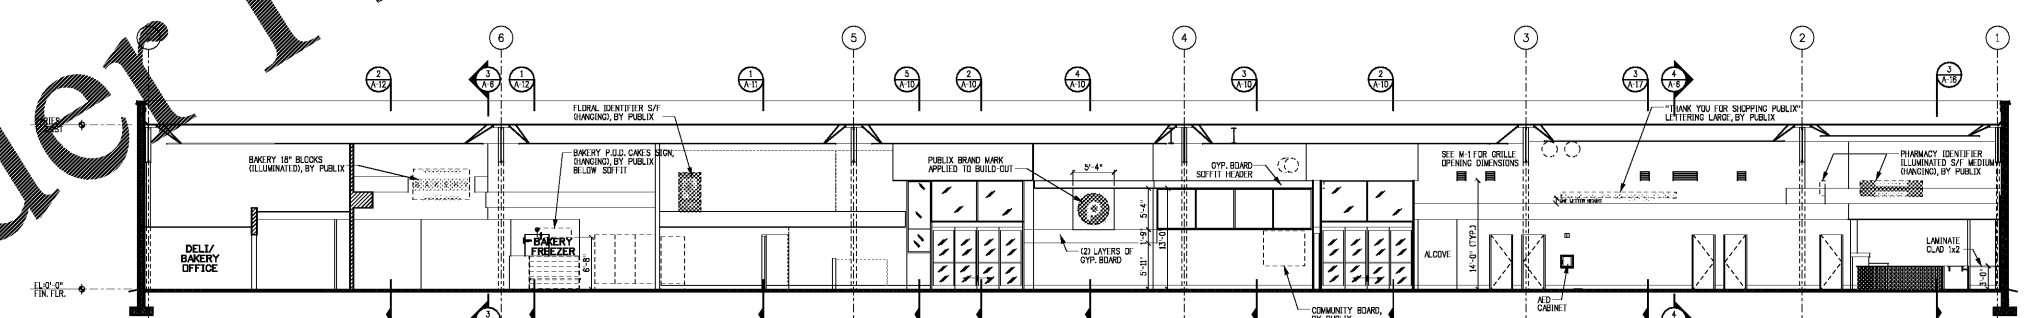 der
6
5
4
3
2
1
2
A-12
3
A-6
1
A-12
1
A-11
5
A-10
2
A-10
4
A-10
3
A-10
2
A-10
3
A-17
4
A-6
3
A-16
FLORAL IDENTIFIER S/F
(HANGING), BY PUBLIX
"THANK YOU FOR SHOPPING PUBLIX"
LETTERING LARGE, BY PUBLIX
BAKERY 18" BLOCKS
(ILLUMINATED), BY PUBLIX
BAKERY P.O.D. CAKES SIGN,
(HANGING), BY PUBLIX
BELOW SOFFIT
PUBLIX BRAND MARK
APPLIED TO BUILD-OUT
5'-4"
GYP. BOARD
SOFFIT HEADER
SEE M-1 FOR GRILLE
OPENING DIMENSIONS
PHARMACY IDENTIFIER
ILLUMINATED S/F MEDIUM
(HANGING), BY PUBLIX
BAKERY
P
5'-4"
1'-9"
5'-11"
13'-0"
14'-0" (TYP.)
DELI/
BAKERY
OFFICE
BAKERY
FREEZER
6'-8"
(2) LAYERS OF
GYP. BOARD
ALCOVE
LAMINATE
CLAD 1x2
3'-0"
EL:0'-0"
FIN. FLR.
AED
CABINET
COMMUNITY BOARD,
BY PUBLIX
3
4